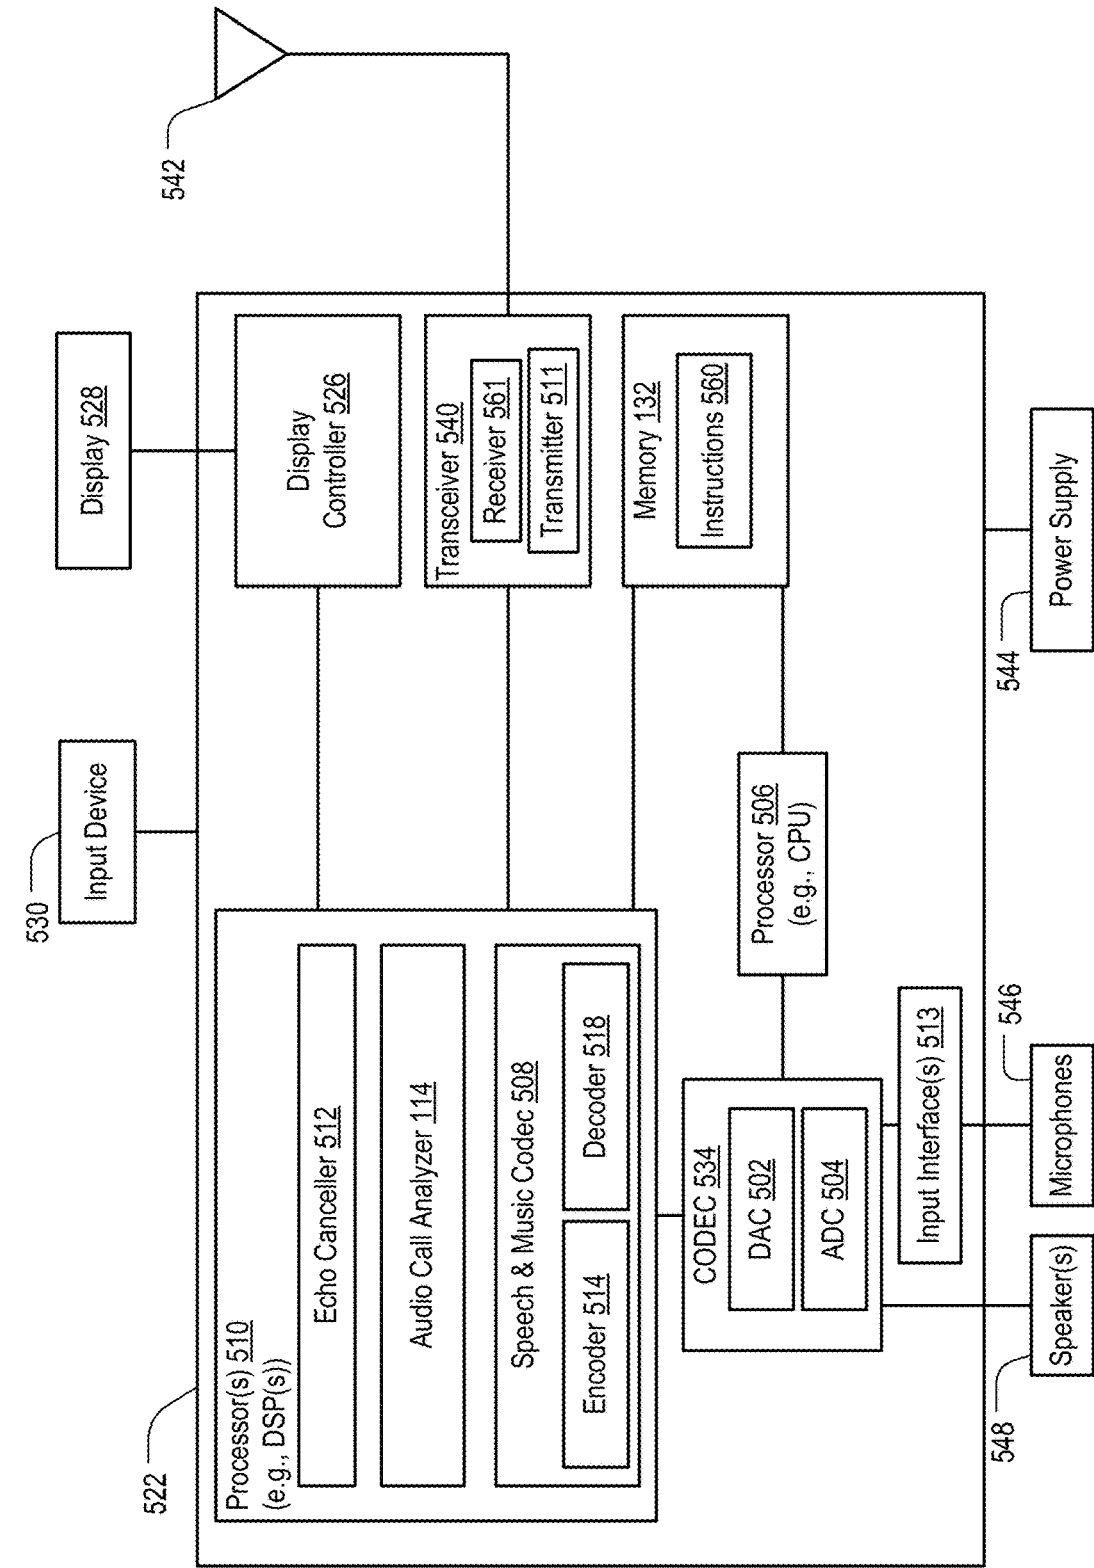 522
530
Input Device
Display 528
542
Processor(s) 510
(e.g., DSP(s))
Echo Canceller 512
Audio Call Analyzer 114
Speech & Music Codec 508
Encoder 514
Decoder 518
Display
Controller 526
Transceiver 540
Receiver 561
Transmitter 511
Memory 132
Instructions 560
CODEC 534
DAC 502
ADC 504
Processor 506
(e.g., CPU)
Input Interface(s) 513
548
Speaker(s)
546
Microphones
544
Power Supply